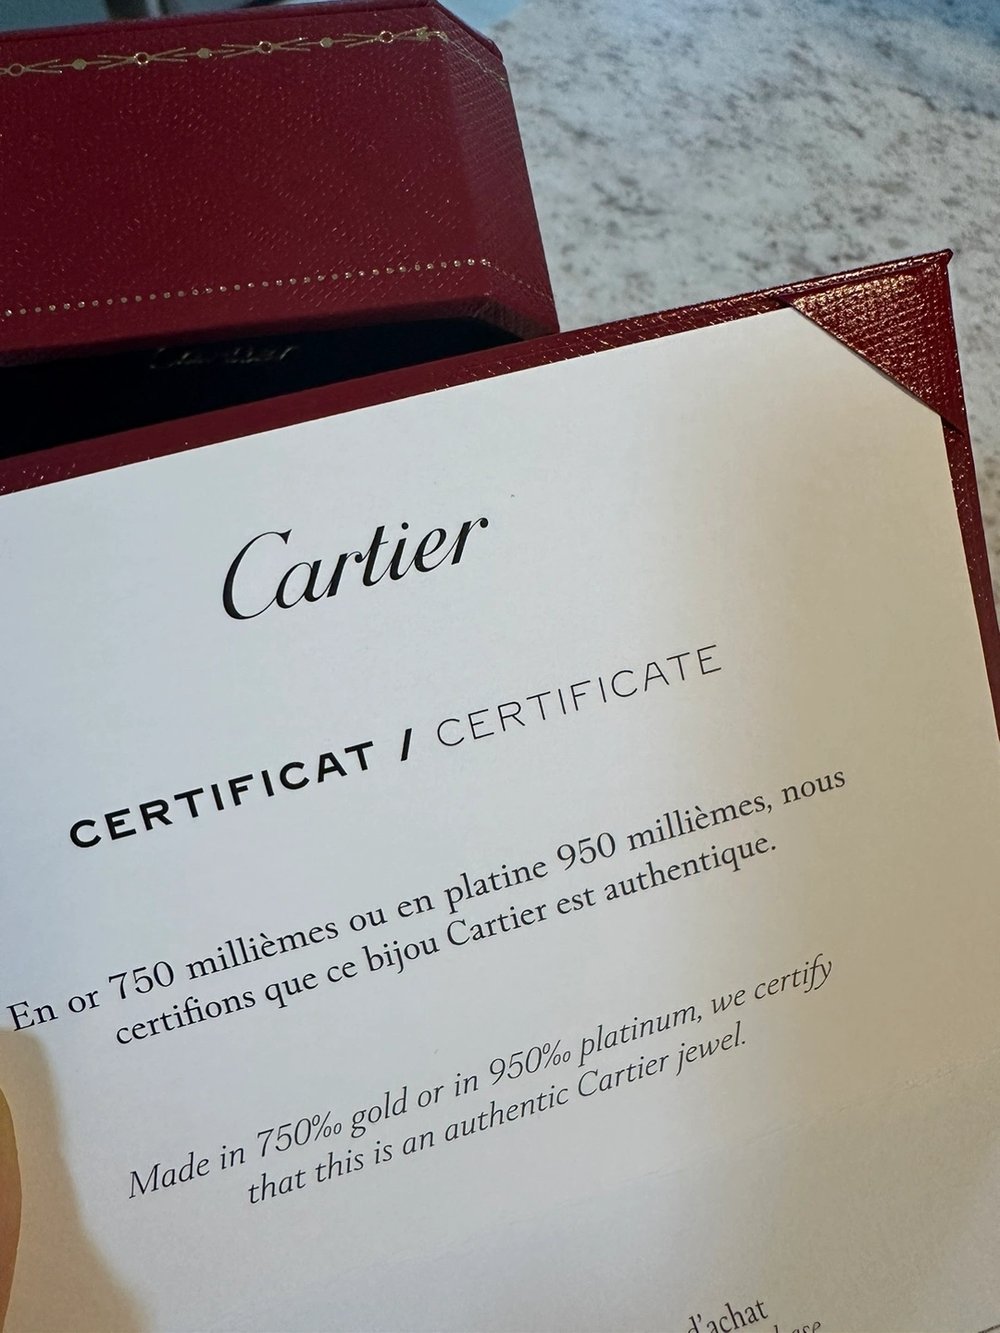 Cartier
Cartier
CERTIFICAT / CERTIFICATE
En or 750 millièmes ou en platine 950 millièmes, nous
certifions que ce bijou Cartier est authentique.
Made in 750‰ gold or in 950‰ platinum, we certify
that this is an authentic Cartier jewel.
d'achat